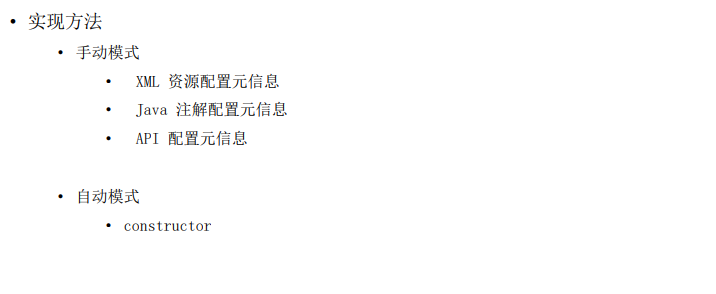 • 实现方法
• 手动模式
• XML 资源配置元信息
• Java 注解配置元信息
• API 配置元信息
• 自动模式
• constructor